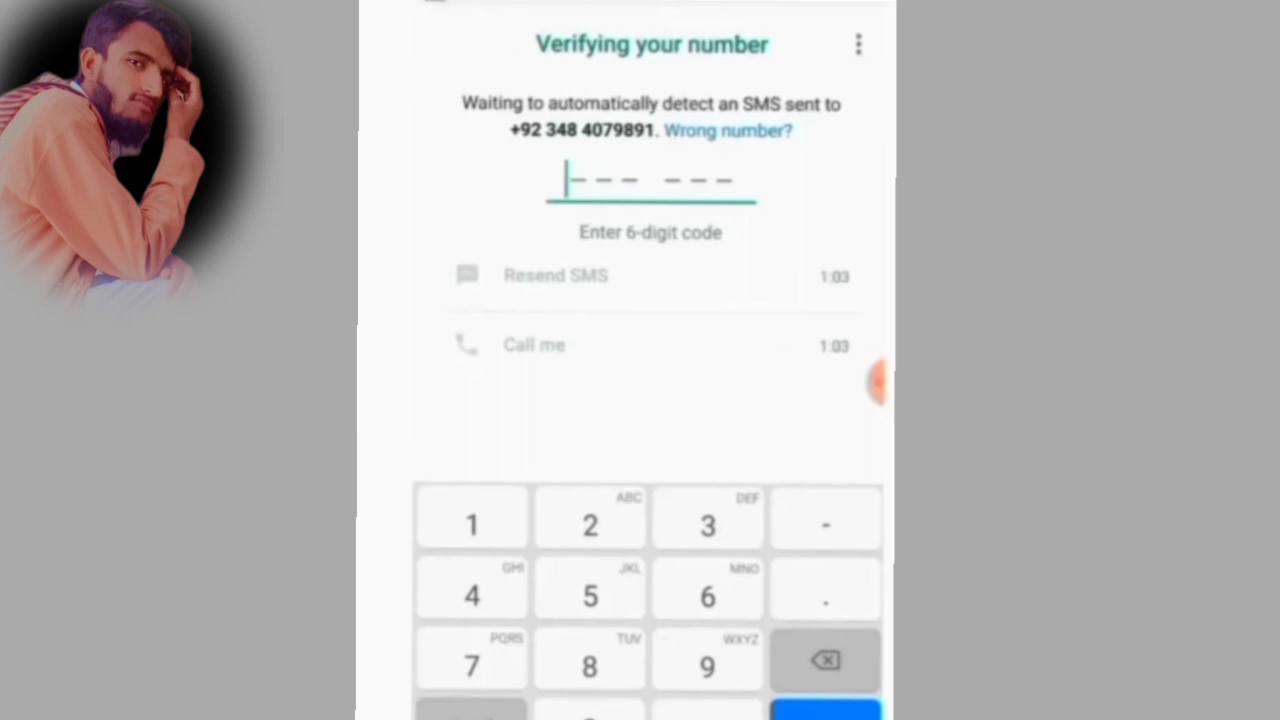 Verifying your number
Waiting to automatically detect an SMS sent to
+92 348 4079891. Wrong number?
Enter 6-digit code
Resend SMS 1:03
Call me 1:03
1 2 ABC 3 DEF -
4 GHI 5 JKL 6 MNO .
7 PQRS 8 TUV 9 WXYZ